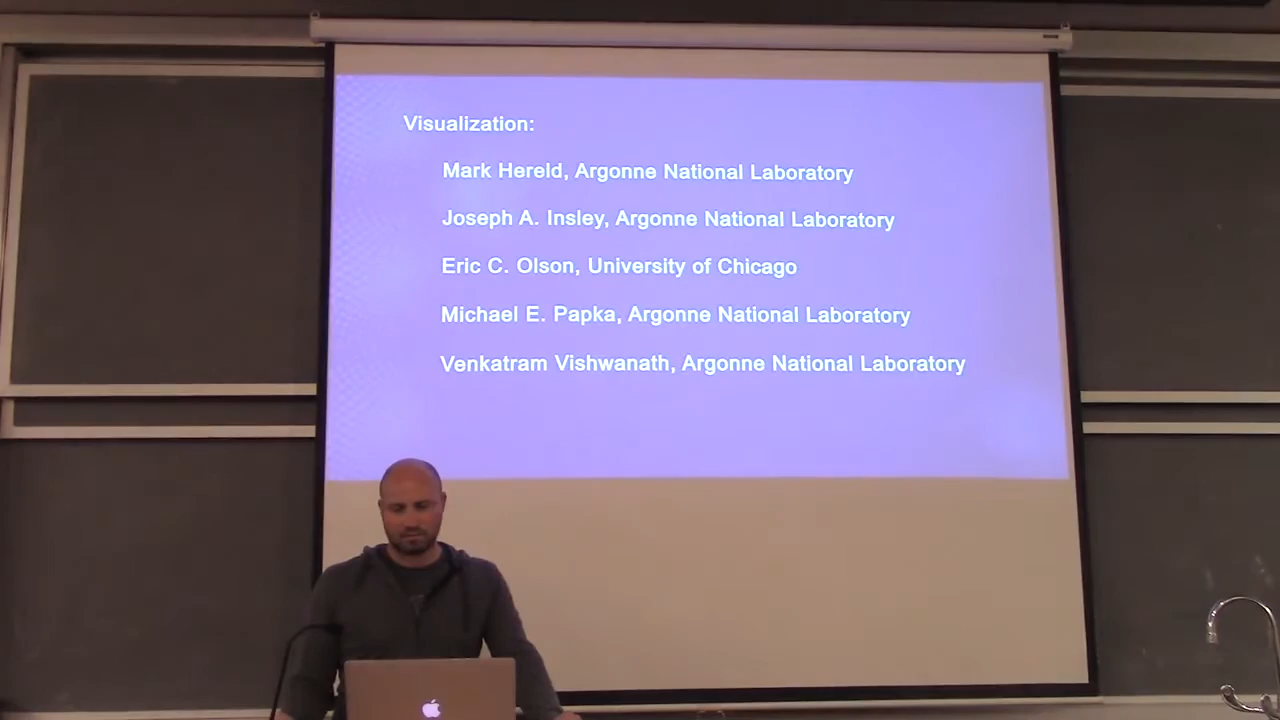 Visualization:
Mark Hereld, Argonne National Laboratory
Joseph A. Insley, Argonne National Laboratory
Eric C. Olson, University of Chicago
Michael E. Papka, Argonne National Laboratory
Venkatram Vishwanath, Argonne National Laboratory